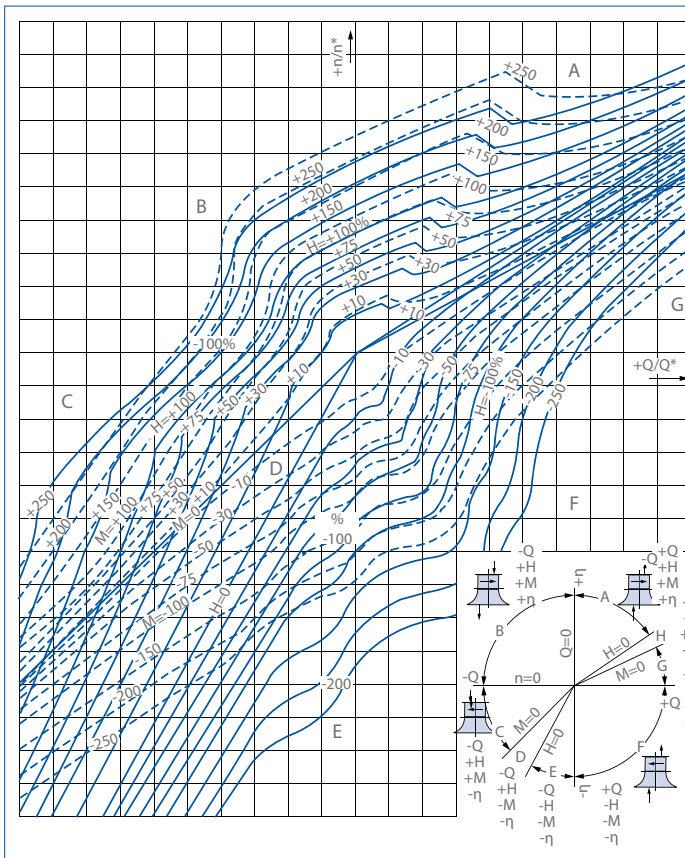 +n/n*
A
+250
+200
+150
+100
+75
+50
+30
+10
B
+250
+200
+150
H=+100%
+75
+50
+30
+10
G
+Q/Q*
-100%
C
H=+100
+75
+50
+30
+10
-10
-30
-50
-75
H=-100%
-150
-200
-250
+250
+200
+150
M=+100
+75
+50
+30
+10
M=0
D
-10
-30
-50
-75
M=-100
-150
-200
-250
H=0
%
-100
-200
E
F
-Q
+H
+M
+η
-Q
+Q
+H
+M
+η
+η
A
B
Q=0
H=0
M=0
H
G
n=0
-Q
+Q
M=0
H=0
C
D
E
F
-η
-Q
+H
+M
-η
-Q
+H
-M
-η
-Q
-H
-M
-η
+Q
-H
-M
-η